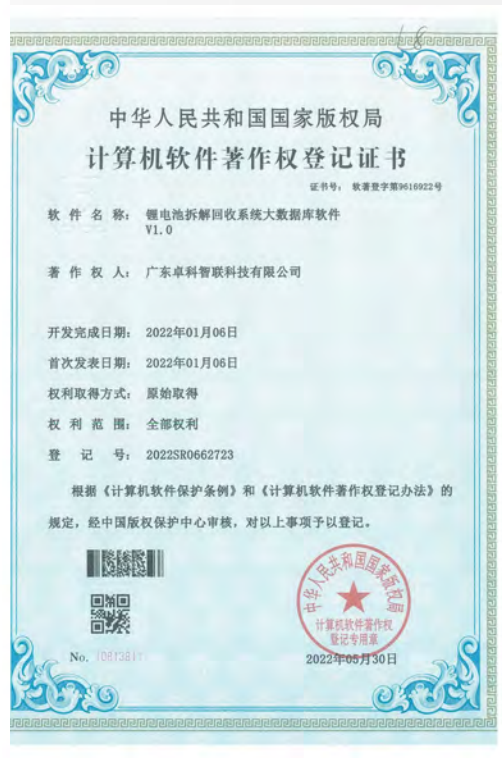 68
中华人民共和国国家版权局
计算机软件著作权登记证书
证书号: 软著登字第9616922号
软件名称: 锂电池拆解回收系统大数据库软件
V1.0
著作权人: 广东卓科智联科技有限公司
开发完成日期: 2022年01月06日
首次发表日期: 2022年01月06日
权利取得方式: 原始取得
权利范围: 全部权利
登记号: 2022SR0662723
根据《计算机软件保护条例》和《计算机软件著作权登记办法》的
规定，经中国版权保护中心审核，对以上事项予以登记。
中华人民共和国国家版权局
计算机软件著作权
登记专用章
No.
2022年05月30日